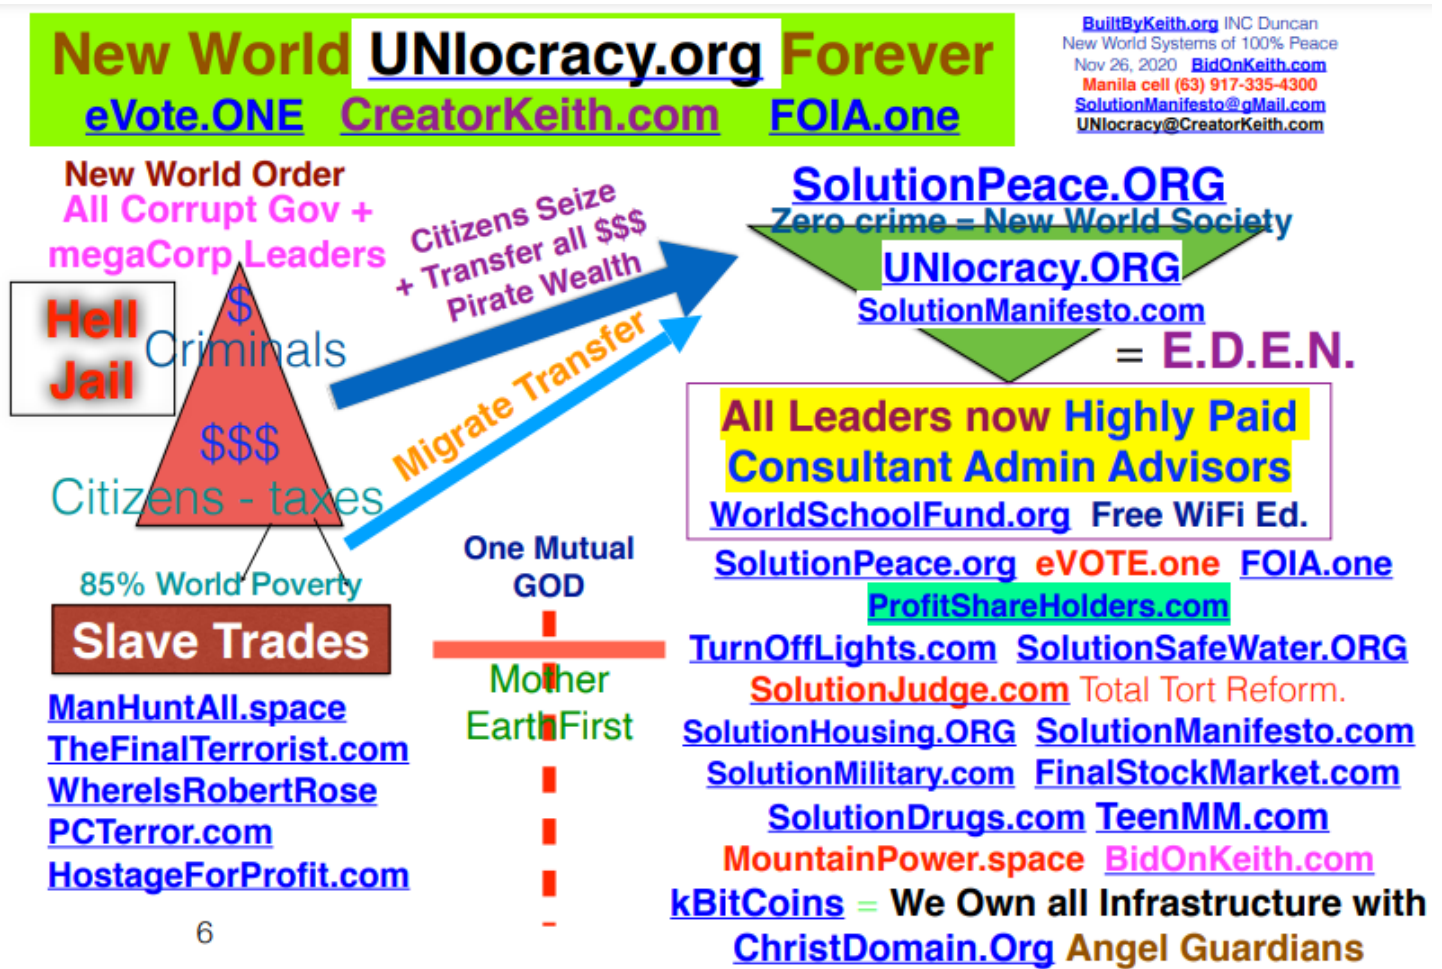 New World UNIocracy.org Forever
eVote.ONE CreatorKeith.com FOIA.one
BuiltByKeith.org INC Duncan
New World Systems of 100% Peace
Nov 26, 2020 BidOnKeith.com
Manila cell (63) 917-335-4300
SolutionManifesto@gMail.com
UNIocracy@CreatorKeith.com
New World Order
All Corrupt Gov +
megaCorp Leaders
Hell
Jail
$
Criminals
$$$
Citizens - taxes
85% World Poverty
Slave Trades
ManHuntAll.space
TheFinalTerrorist.com
WhereIsRobertRose
PCTerror.com
HostageForProfit.com
6
Citizens Seize
+ Transfer all $$$
Pirate Wealth
Migrate Transfer
One Mutual
GOD
Mother
EarthFirst
SolutionPeace.ORG
Zero crime = New World Society
UNIocracy.ORG
SolutionManifesto.com
= E.D.E.N.
All Leaders now Highly Paid
Consultant Admin Advisors
WorldSchoolFund.org Free WiFi Ed.
SolutionPeace.org eVOTE.one FOIA.one
ProfitShareHolders.com
TurnOffLights.com SolutionSafeWater.ORG
SolutionJudge.com Total Tort Reform.
SolutionHousing.ORG SolutionManifesto.com
SolutionMilitary.com FinalStockMarket.com
SolutionDrugs.com TeenMM.com
MountainPower.space BidOnKeith.com
kBitCoins = We Own all Infrastructure with
ChristDomain.Org Angel Guardians